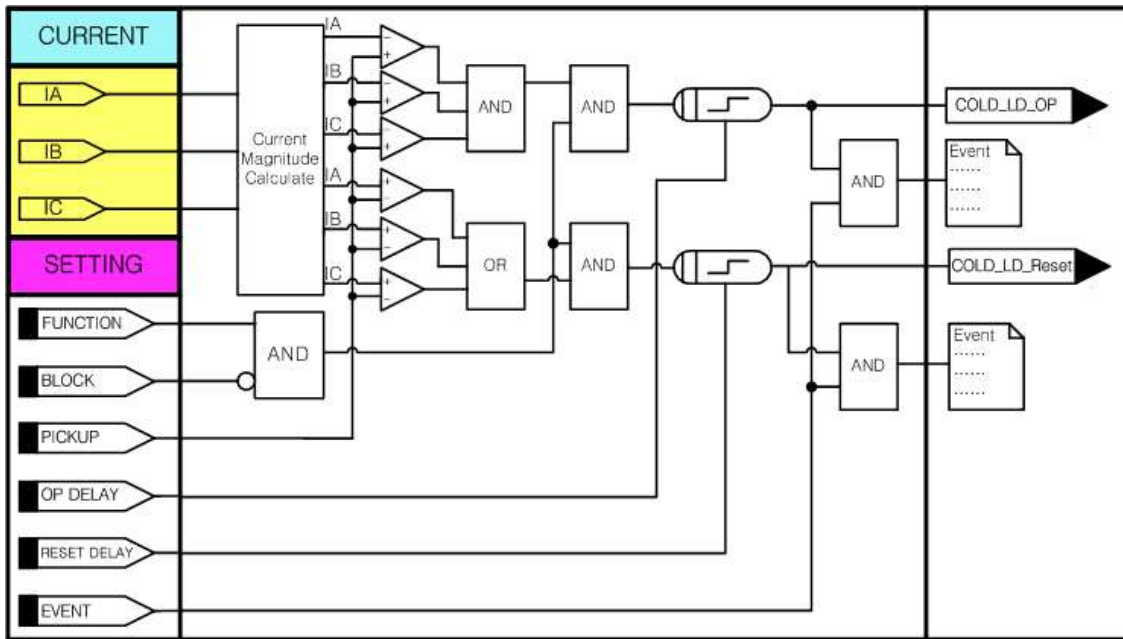 CURRENT
IA
IB
IC
SETTING
FUNCTION
BLOCK
PICKUP
OP DELAY
RESET DELAY
EVENT
Current
Magnitude
Calculate
IA
IB
IC
IA
IB
IC
AND
AND
OR
AND
AND
AND
AND
COLD_LD_OP
Event
......
......
......
COLD_LD_Reset
Event
......
......
......